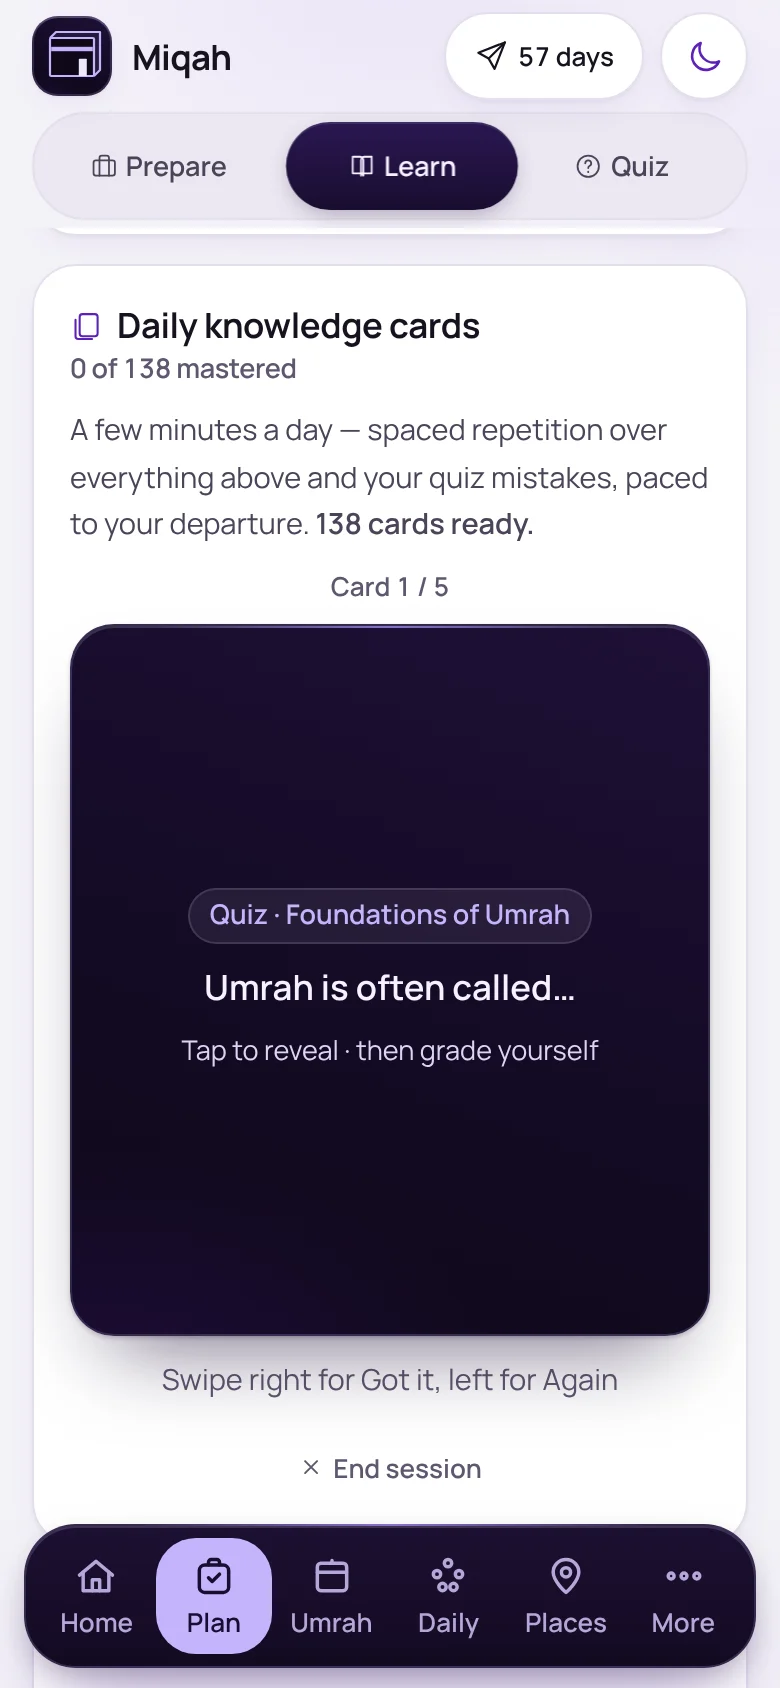 Miqah
57 days
Prepare
Learn
Quiz
Daily knowledge cards
0 of 138 mastered
A few minutes a day — spaced repetition over
everything above and your quiz mistakes, paced
to your departure. 138 cards ready.
Card 1 / 5
Quiz · Foundations of Umrah
Umrah is often called…
Tap to reveal · then grade yourself
Swipe right for Got it, left for Again
End session
Home
Plan
Umrah
Daily
Places
More